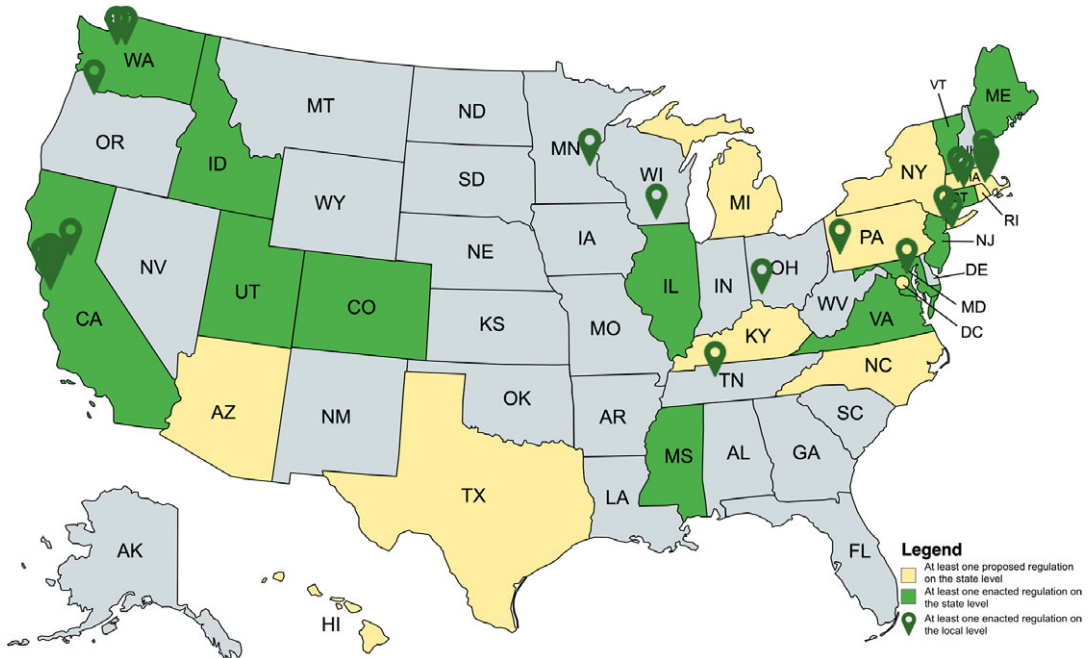 WA
MT
ND
MN
VT
ME
OR
ID
SD
WI
NY
MI
WY
RI
IA
PA
NJ
NE
NV
OH
DE
IL
IN
UT
MD
CO
WV
CA
VA
DC
KS
MO
KY
NC
TN
OK
AZ
NM
AR
SC
MS
AL
GA
TX
LA
AK
FL
HI
Legend
At least one proposed regulation
on the state level
At least one enacted regulation on
the state level
At least one enacted regulation on
the local level